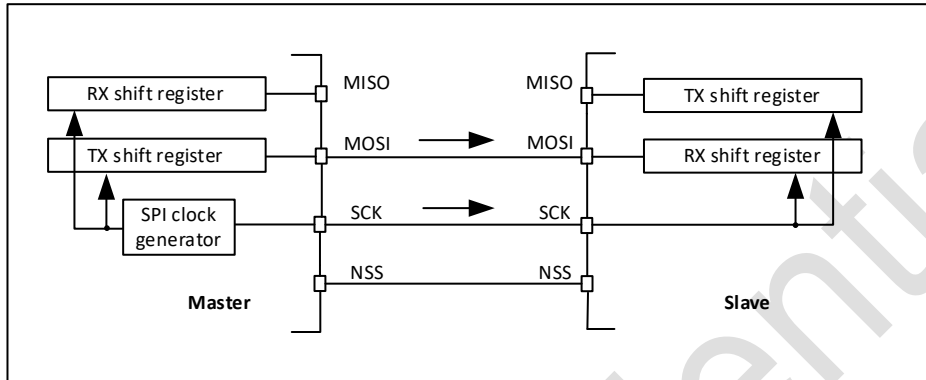 RX shift register
MISO
MISO
TX shift register
TX shift register
MOSI
MOSI
RX shift register
SPI clock
generator
SCK
SCK
NSS
NSS
Master
Slave